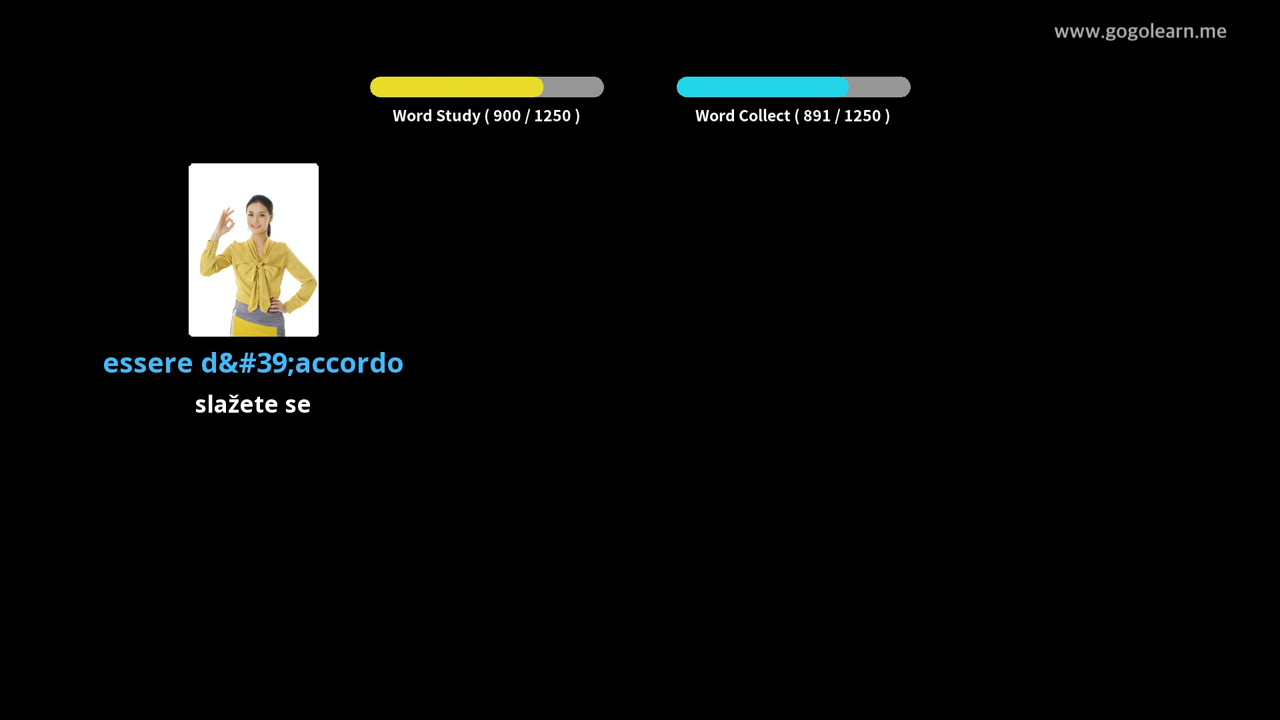 www.gogolearn.me
Word Study ( 900 / 1250 )
Word Collect ( 891 / 1250 )
essere d&#39;accordo
slažete se